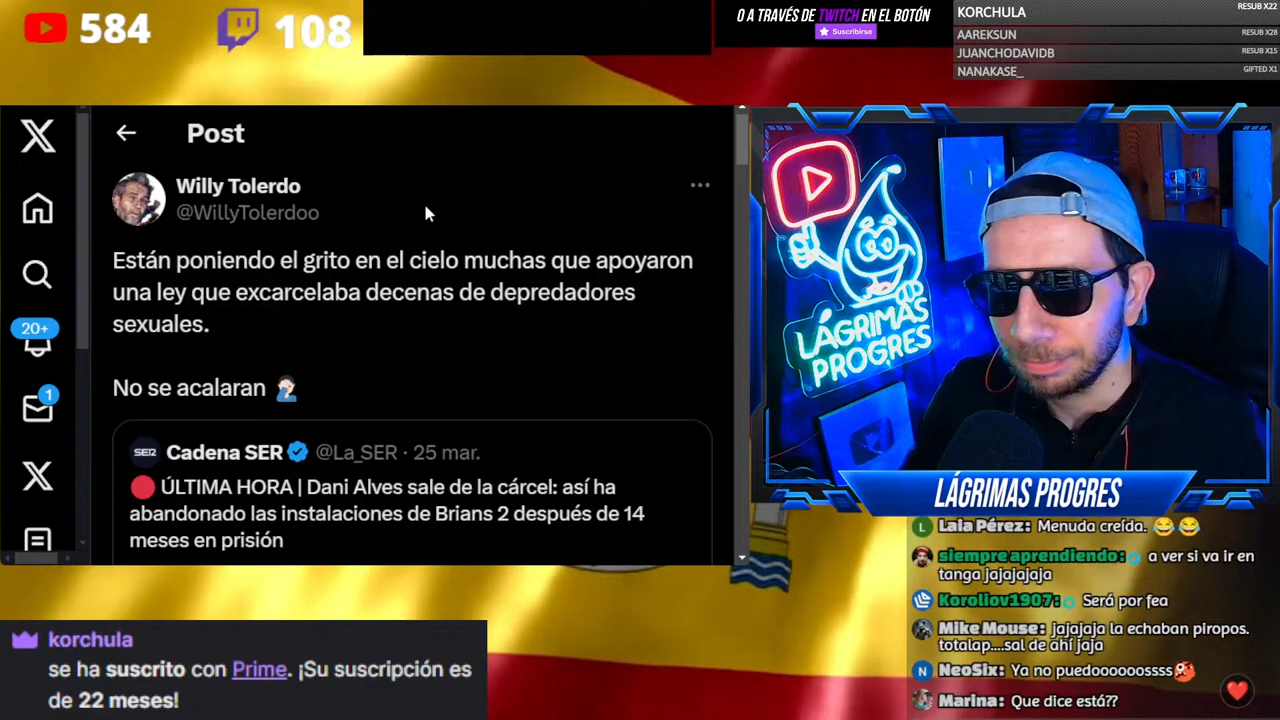 584
108
O A TRAVÉS DE TWITCH EN EL BOTÓN
Suscribirse
KORCHULA RESUB X22
AAREKSUN RESUB X28
JUANCHODAVIDB RESUB X15
NANAKASE_ GIFTED X1
Post
Willy Tolerdo
@WillyTolerdoo
Están poniendo el grito en el cielo muchas que apoyaron
una ley que excarcelaba decenas de depredadores
sexuales.
No se acalaran 🤦🏻‍♂️
20+
1
SER Cadena SER @La_SER · 25 mar.
🔴 ÚLTIMA HORA | Dani Alves sale de la cárcel: así ha
abandonado las instalaciones de Brians 2 después de 14
meses en prisión
LÁGRIMAS
PROGRES
LÁGRIMAS PROGRES
L Laia Pérez: Menuda creída. 😂😂
siempre aprendiendo: a ver si va ir en
tanga jajajajaja
Koroliov1907: Será por fea
Mike Mouse: jajajaja la echaban piropos.
totalap....sal de ahí jaja
N NeoSix: Ya no puedoooooossss
Marina: Que dice está??
korchula
se ha suscrito con Prime. ¡Su suscripción es
de 22 meses!